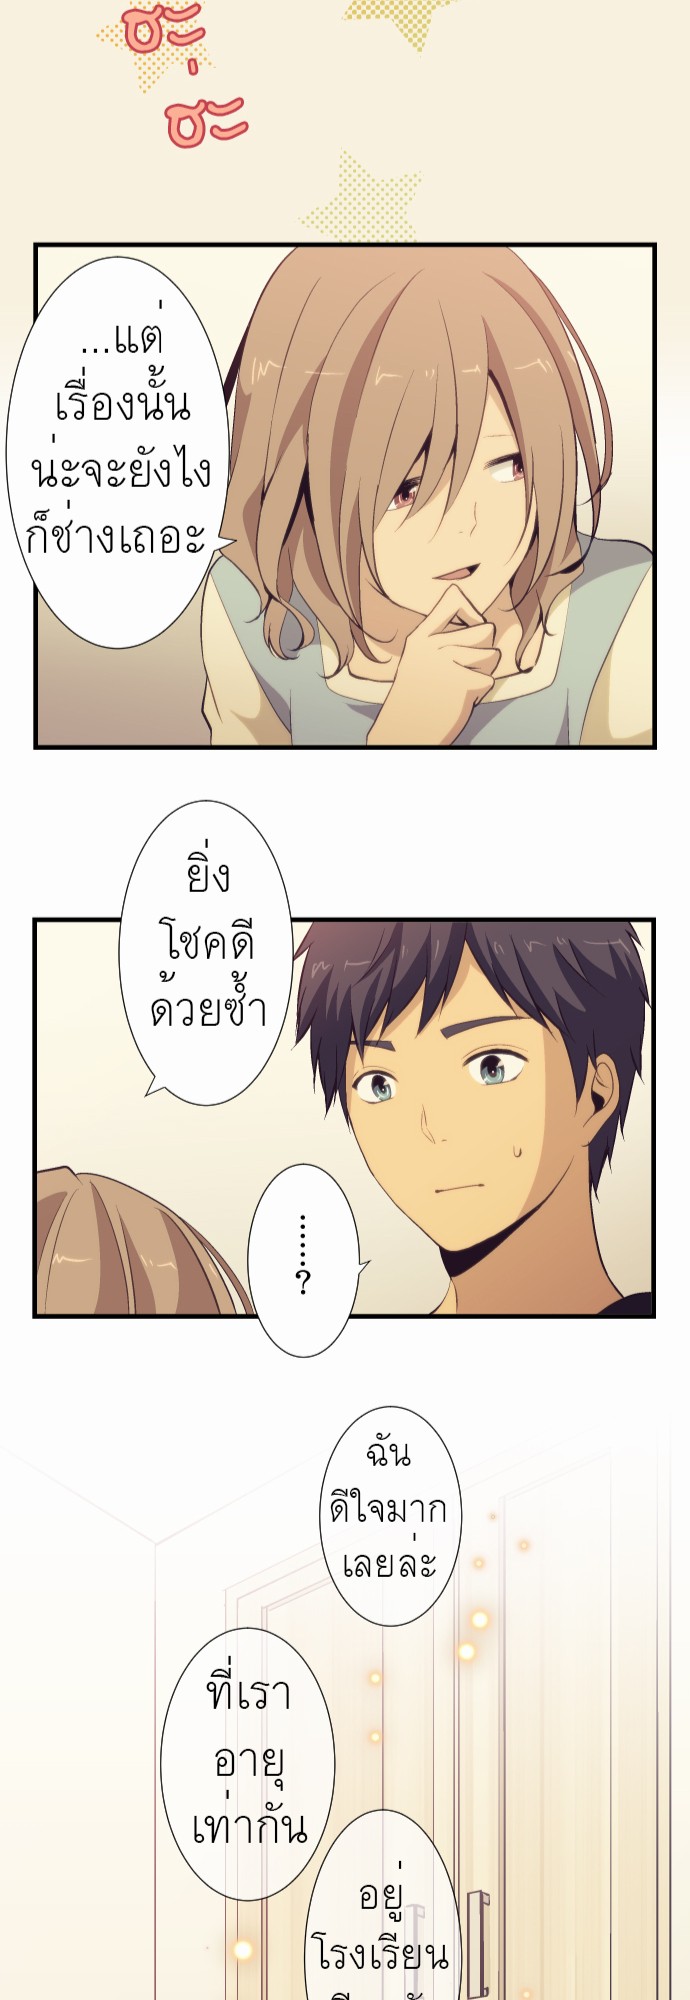 ฮะ
ฮุะ
...แต่
เรื่องนั้น
น่ะจะยังไง
ก็ช่างเถอะ
ยิ่ง
โชคดี
ด้วยซ้ำ
......?
ฉัน
ดีใจมาก
เลยล่ะ
ที่เรา
อายุ
เท่ากัน
อยู่
โรงเรียน